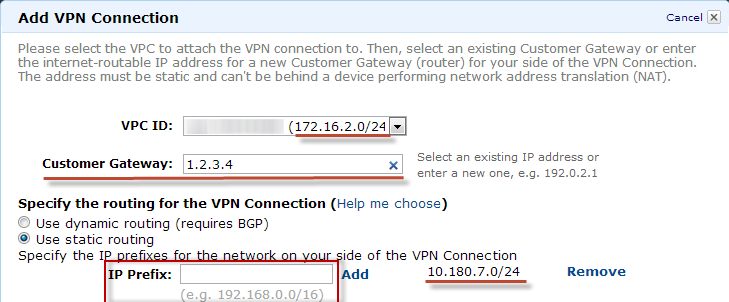 Add VPN Connection
Cancel
Please select the VPC to attach the VPN connection to. Then, select an existing Customer Gateway or enter
the internet-routable IP address for a new Customer Gateway (router) for your side of the VPN Connection.
The address must be static and can't be behind a device performing network address translation (NAT).
VPC ID: (172.16.2.0/24
Customer Gateway: 1.2.3.4
Select an existing IP address or
enter a new one, e.g. 192.0.2.1
Specify the routing for the VPN Connection (Help me choose)
Use dynamic routing (requires BGP)
Use static routing
Specify the IP prefixes for the network on your side of the VPN Connection
IP Prefix: Add 10.180.7.0/24 Remove
(e.g. 192.168.0.0/16)